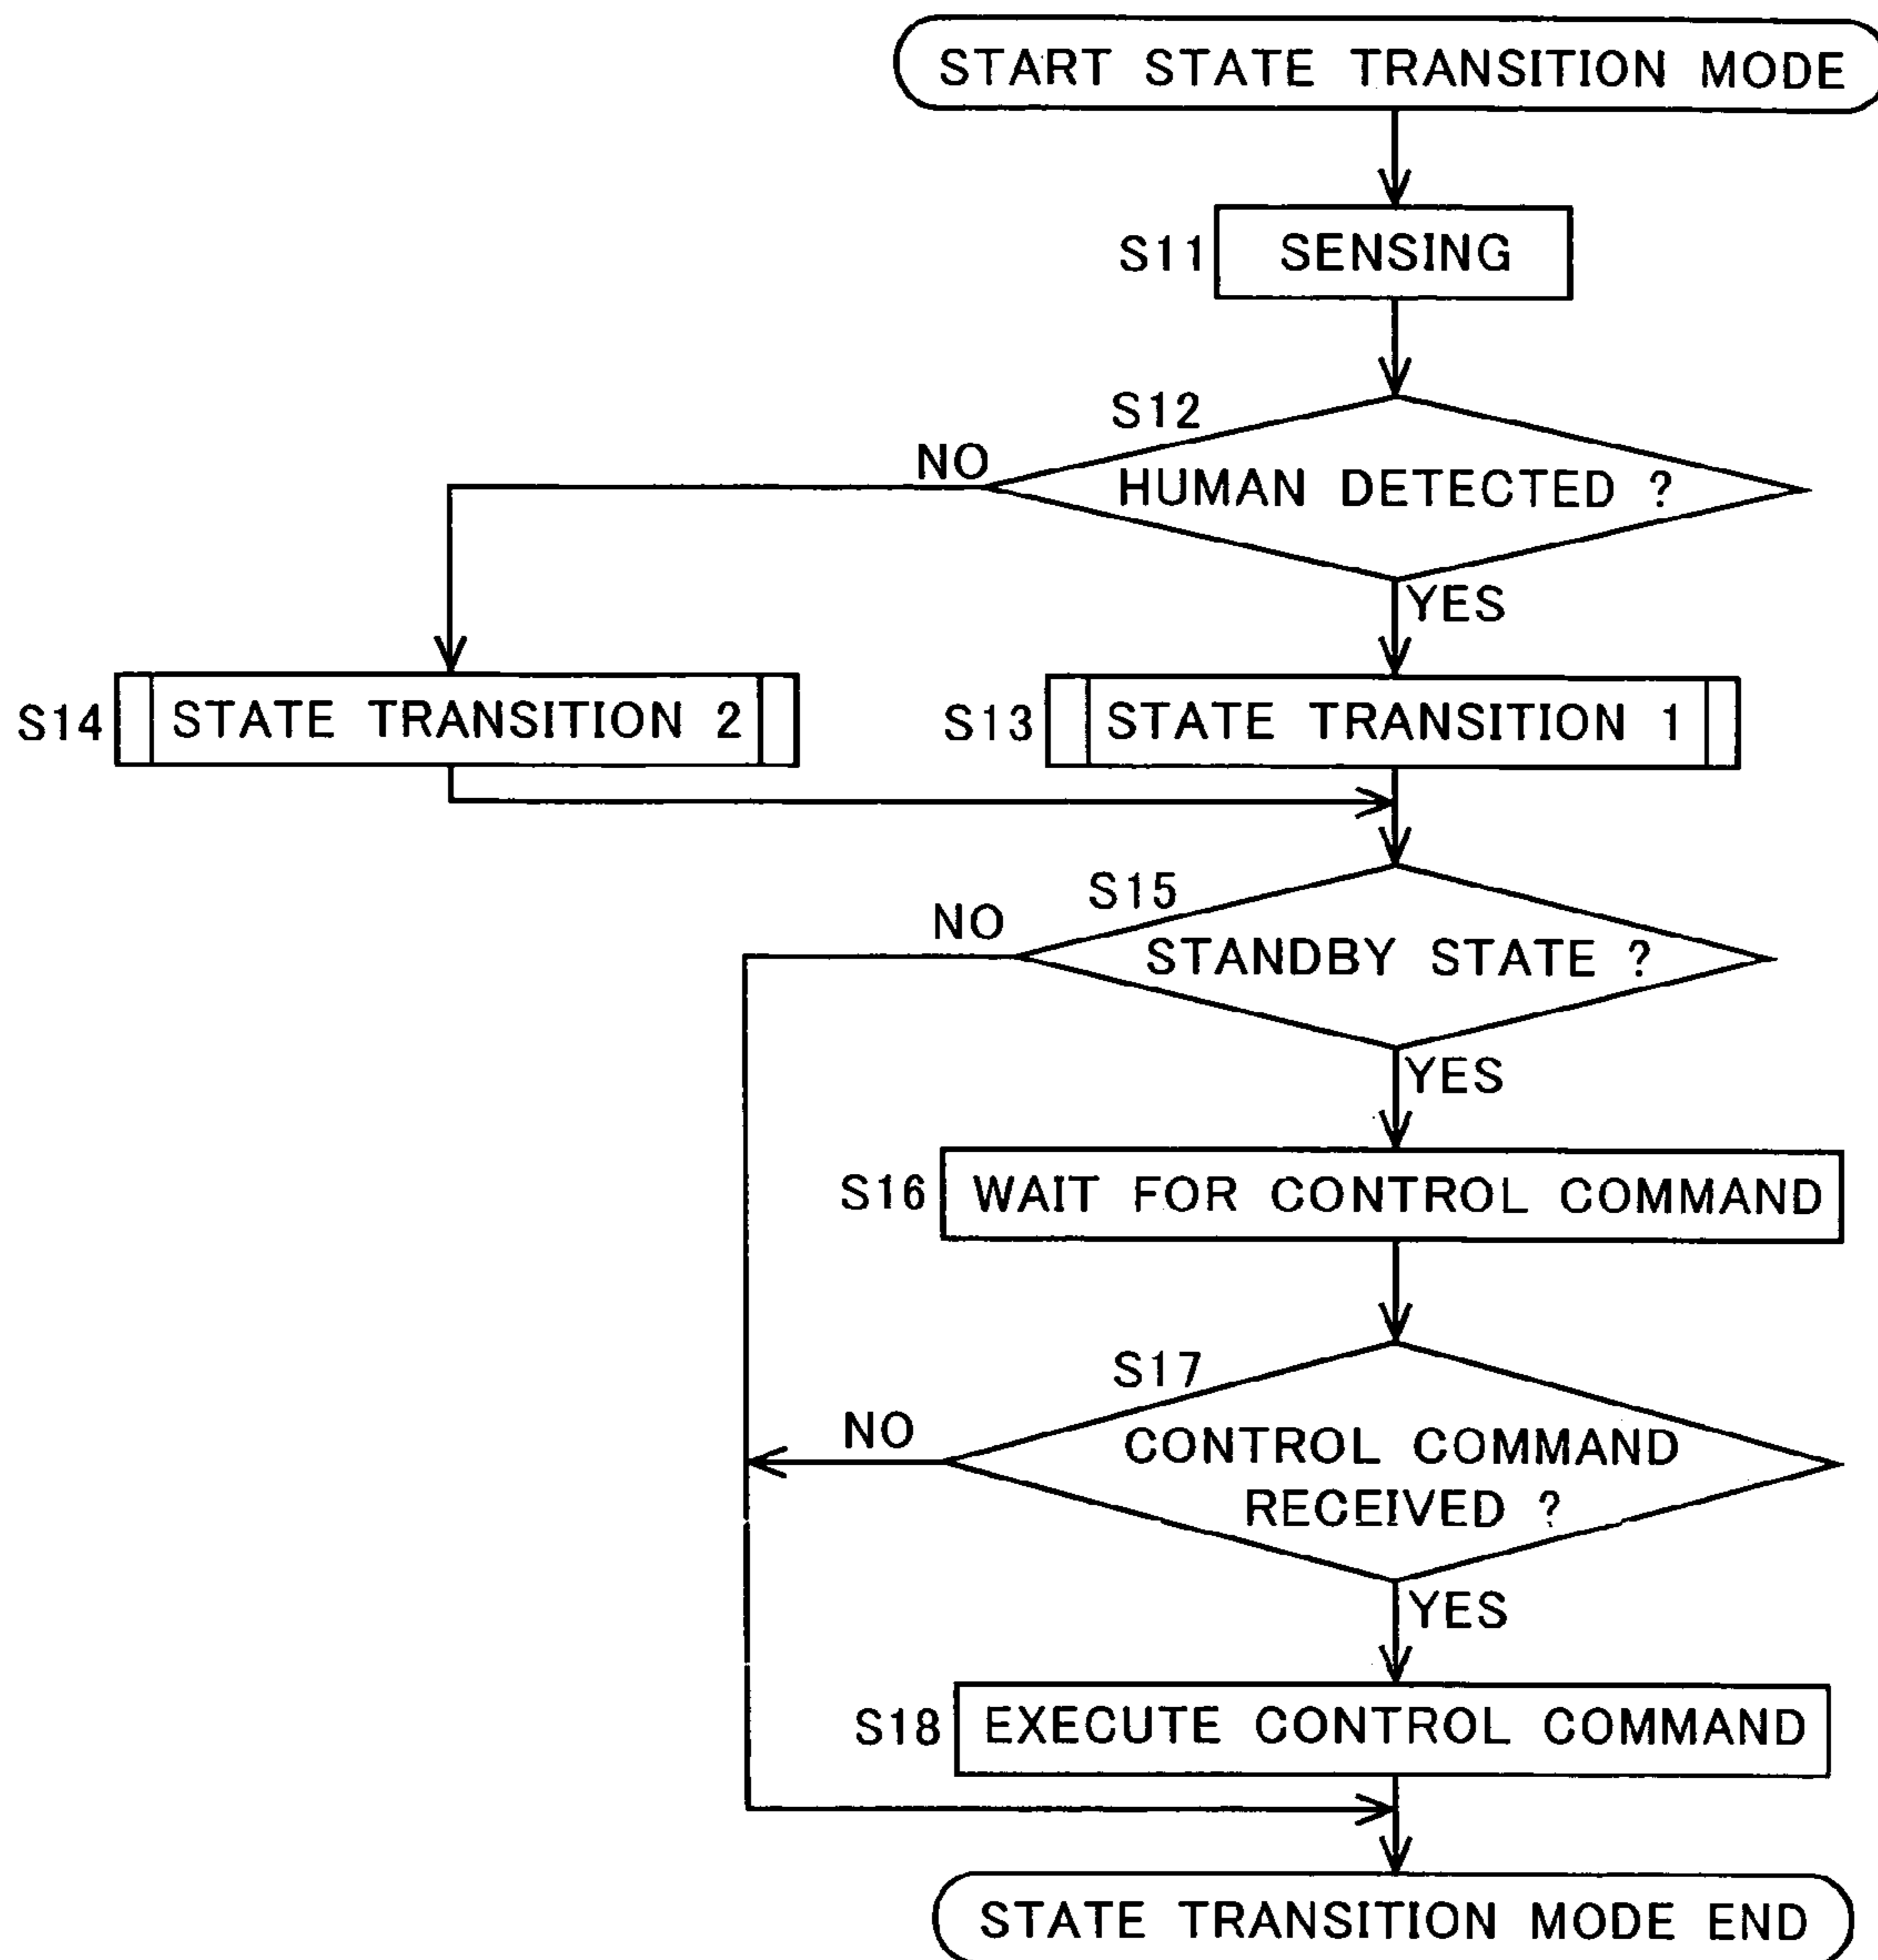 START STATE TRANSITION MODE
S11 SENSING
S12
NO
HUMAN DETECTED ?
YES
S14 STATE TRANSITION 2
S13 STATE TRANSITION 1
S15
NO
STANDBY STATE ?
YES
S16 WAIT FOR CONTROL COMMAND
S17
NO
CONTROL COMMAND
RECEIVED ?
YES
S18 EXECUTE CONTROL COMMAND
STATE TRANSITION MODE END